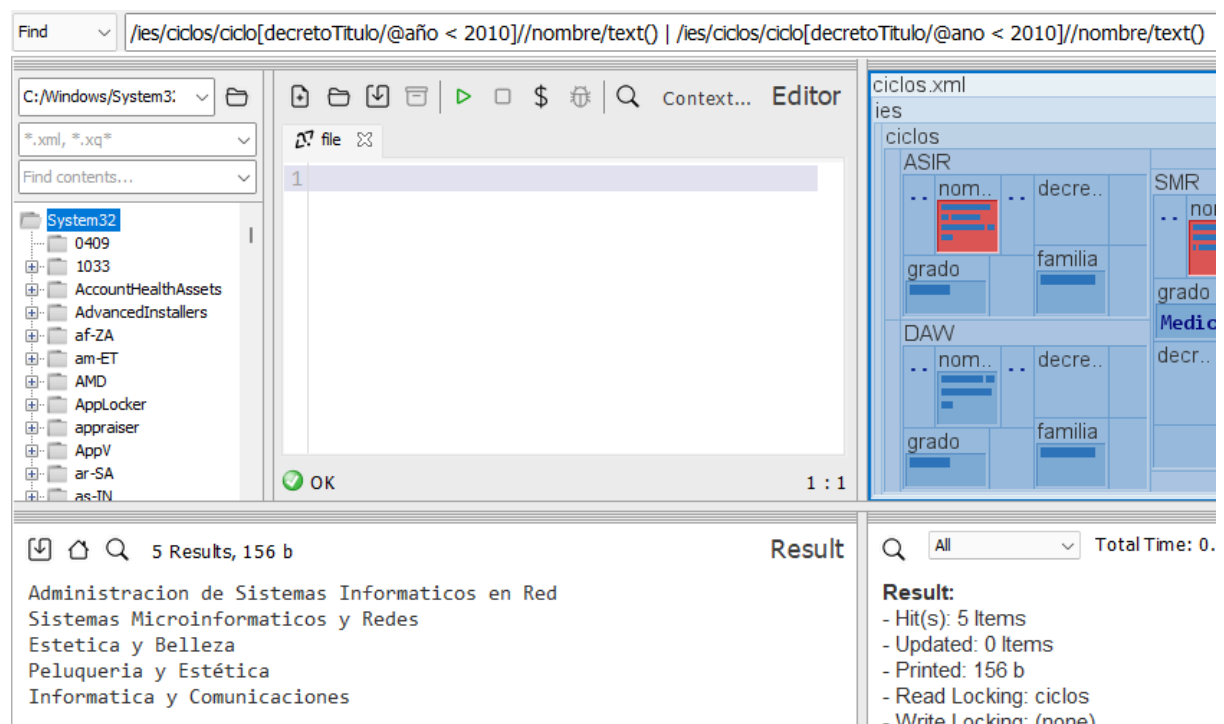 Find
/ies/ciclos/ciclo[decretoTitulo/@año < 2010]//nombre/text() | /ies/ciclos/ciclo[decretoTitulo/@ano < 2010]//nombre/text()
C:/Windows/System3
*.xml, *.xq*
Find contents...
System32
0409
1033
AccountHealthAssets
AdvancedInstallers
af-ZA
am-ET
AMD
AppLocker
appraiser
AppV
ar-SA
as-IN
Context... Editor
file
1
OK 1 : 1
ciclos.xml
ies
ciclos
ASIR
.. nom.. .. decre..
grado
familia
DAW
.. nom.. .. decre..
grado
familia
SMR
.. nor
grado
Medic
decr..
5 Results, 156 b Result
Administracion de Sistemas Informaticos en Red
Sistemas Microinformaticos y Redes
Estetica y Belleza
Peluqueria y Estética
Informatica y Comunicaciones
All Total Time: 0.
Result:
- Hit(s): 5 Items
- Updated: 0 Items
- Printed: 156 b
- Read Locking: ciclos
- Write Locking: (none)